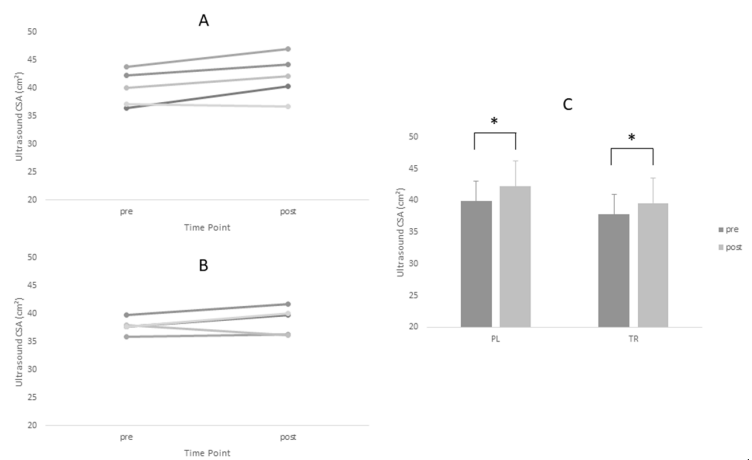 A
Ultrasound CSA (cm²)
50
45
40
35
30
25
20
pre
post
Time Point
B
Ultrasound CSA (cm²)
50
45
40
35
30
25
20
pre
post
Time Point
C
Ultrasound CSA (cm²)
50
45
40
35
30
25
20
*
*
PL
TR
pre
post